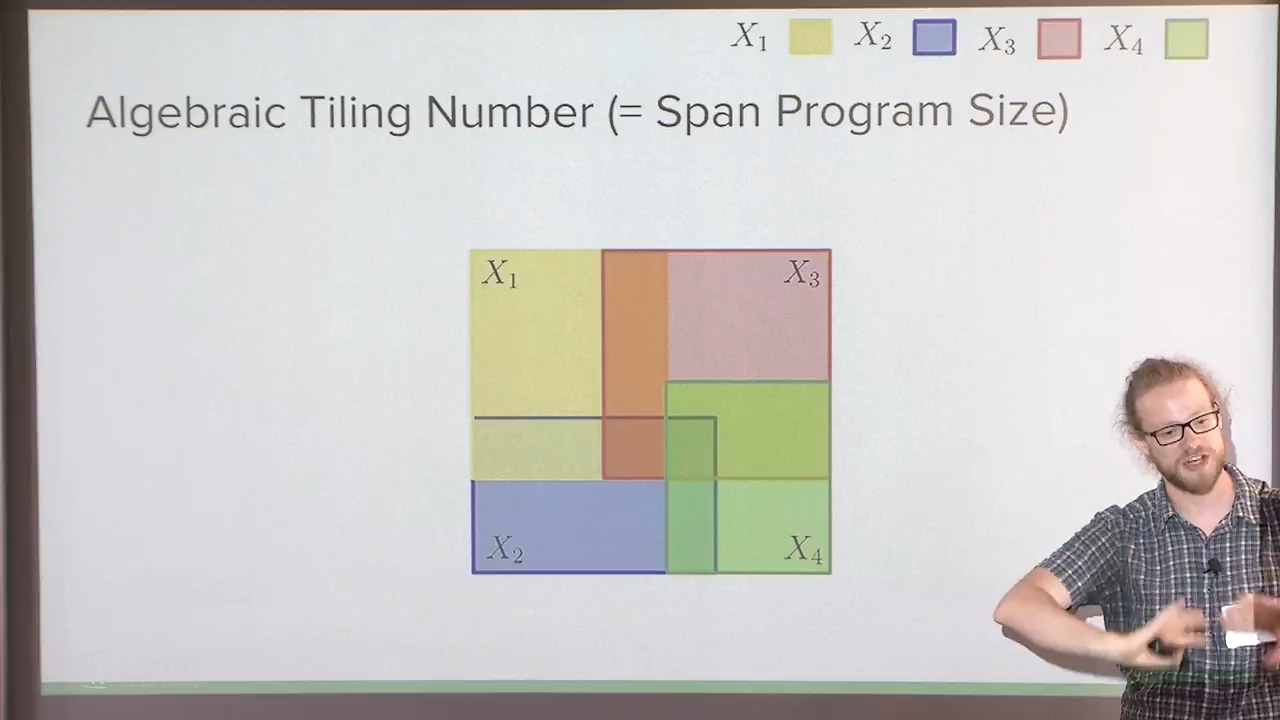 X₁ X₂ X₃ X₄
Algebraic Tiling Number (= Span Program Size)
X₁ X₃
X₂ X₄